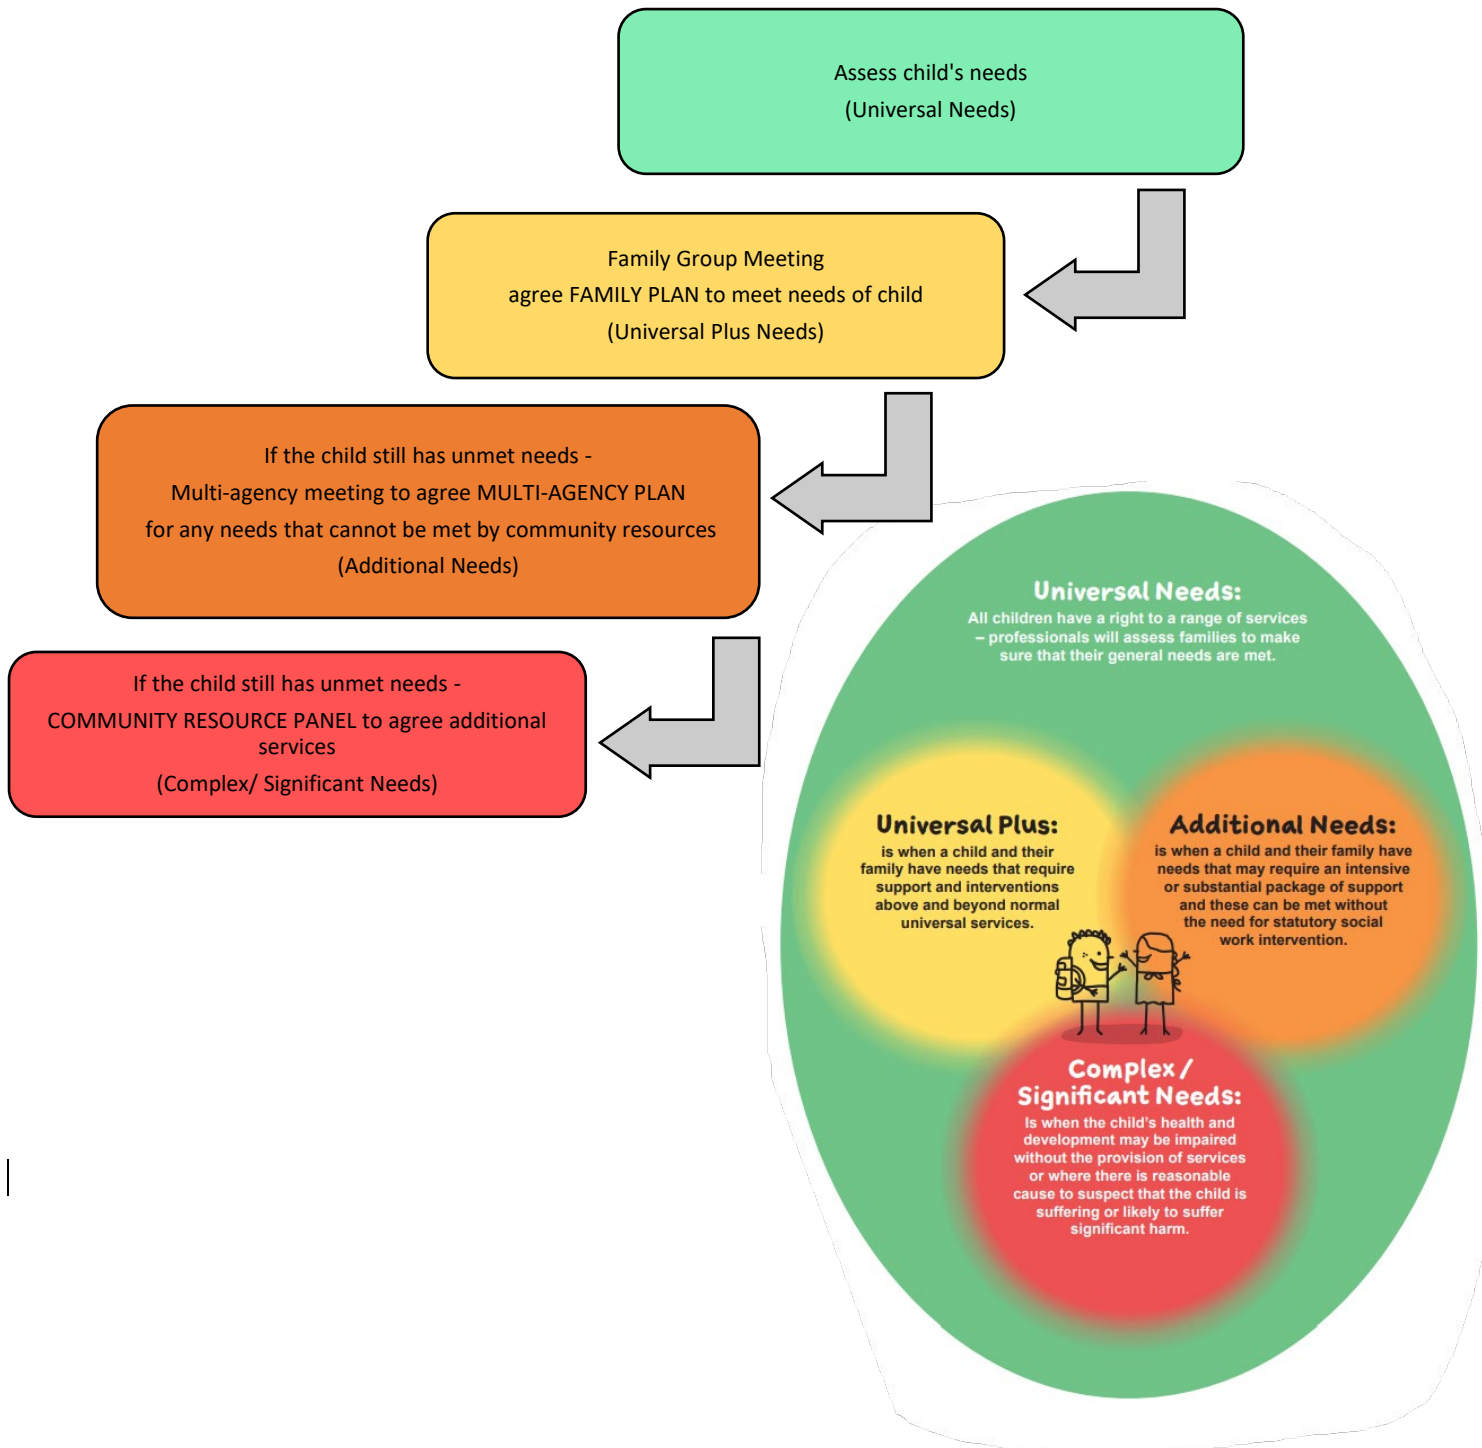 Assess child's needs
(Universal Needs)
Family Group Meeting
agree FAMILY PLAN to meet needs of child
(Universal Plus Needs)
If the child still has unmet needs -
Multi-agency meeting to agree MULTI-AGENCY PLAN
for any needs that cannot be met by community resources
(Additional Needs)
If the child still has unmet needs -
COMMUNITY RESOURCE PANEL to agree additional
services
(Complex/ Significant Needs)
Universal Needs:
All children have a right to a range of services
– professionals will assess families to make
sure that their general needs are met.
Universal Plus:
is when a child and their
family have needs that require
support and interventions
above and beyond normal
universal services.
Additional Needs:
is when a child and their family have
needs that may require an intensive
or substantial package of support
and these can be met without
the need for statutory social
work intervention.
Complex /
Significant Needs:
Is when the child's health and
development may be impaired
without the provision of services
or where there is reasonable
cause to suspect that the child is
suffering or likely to suffer
significant harm.